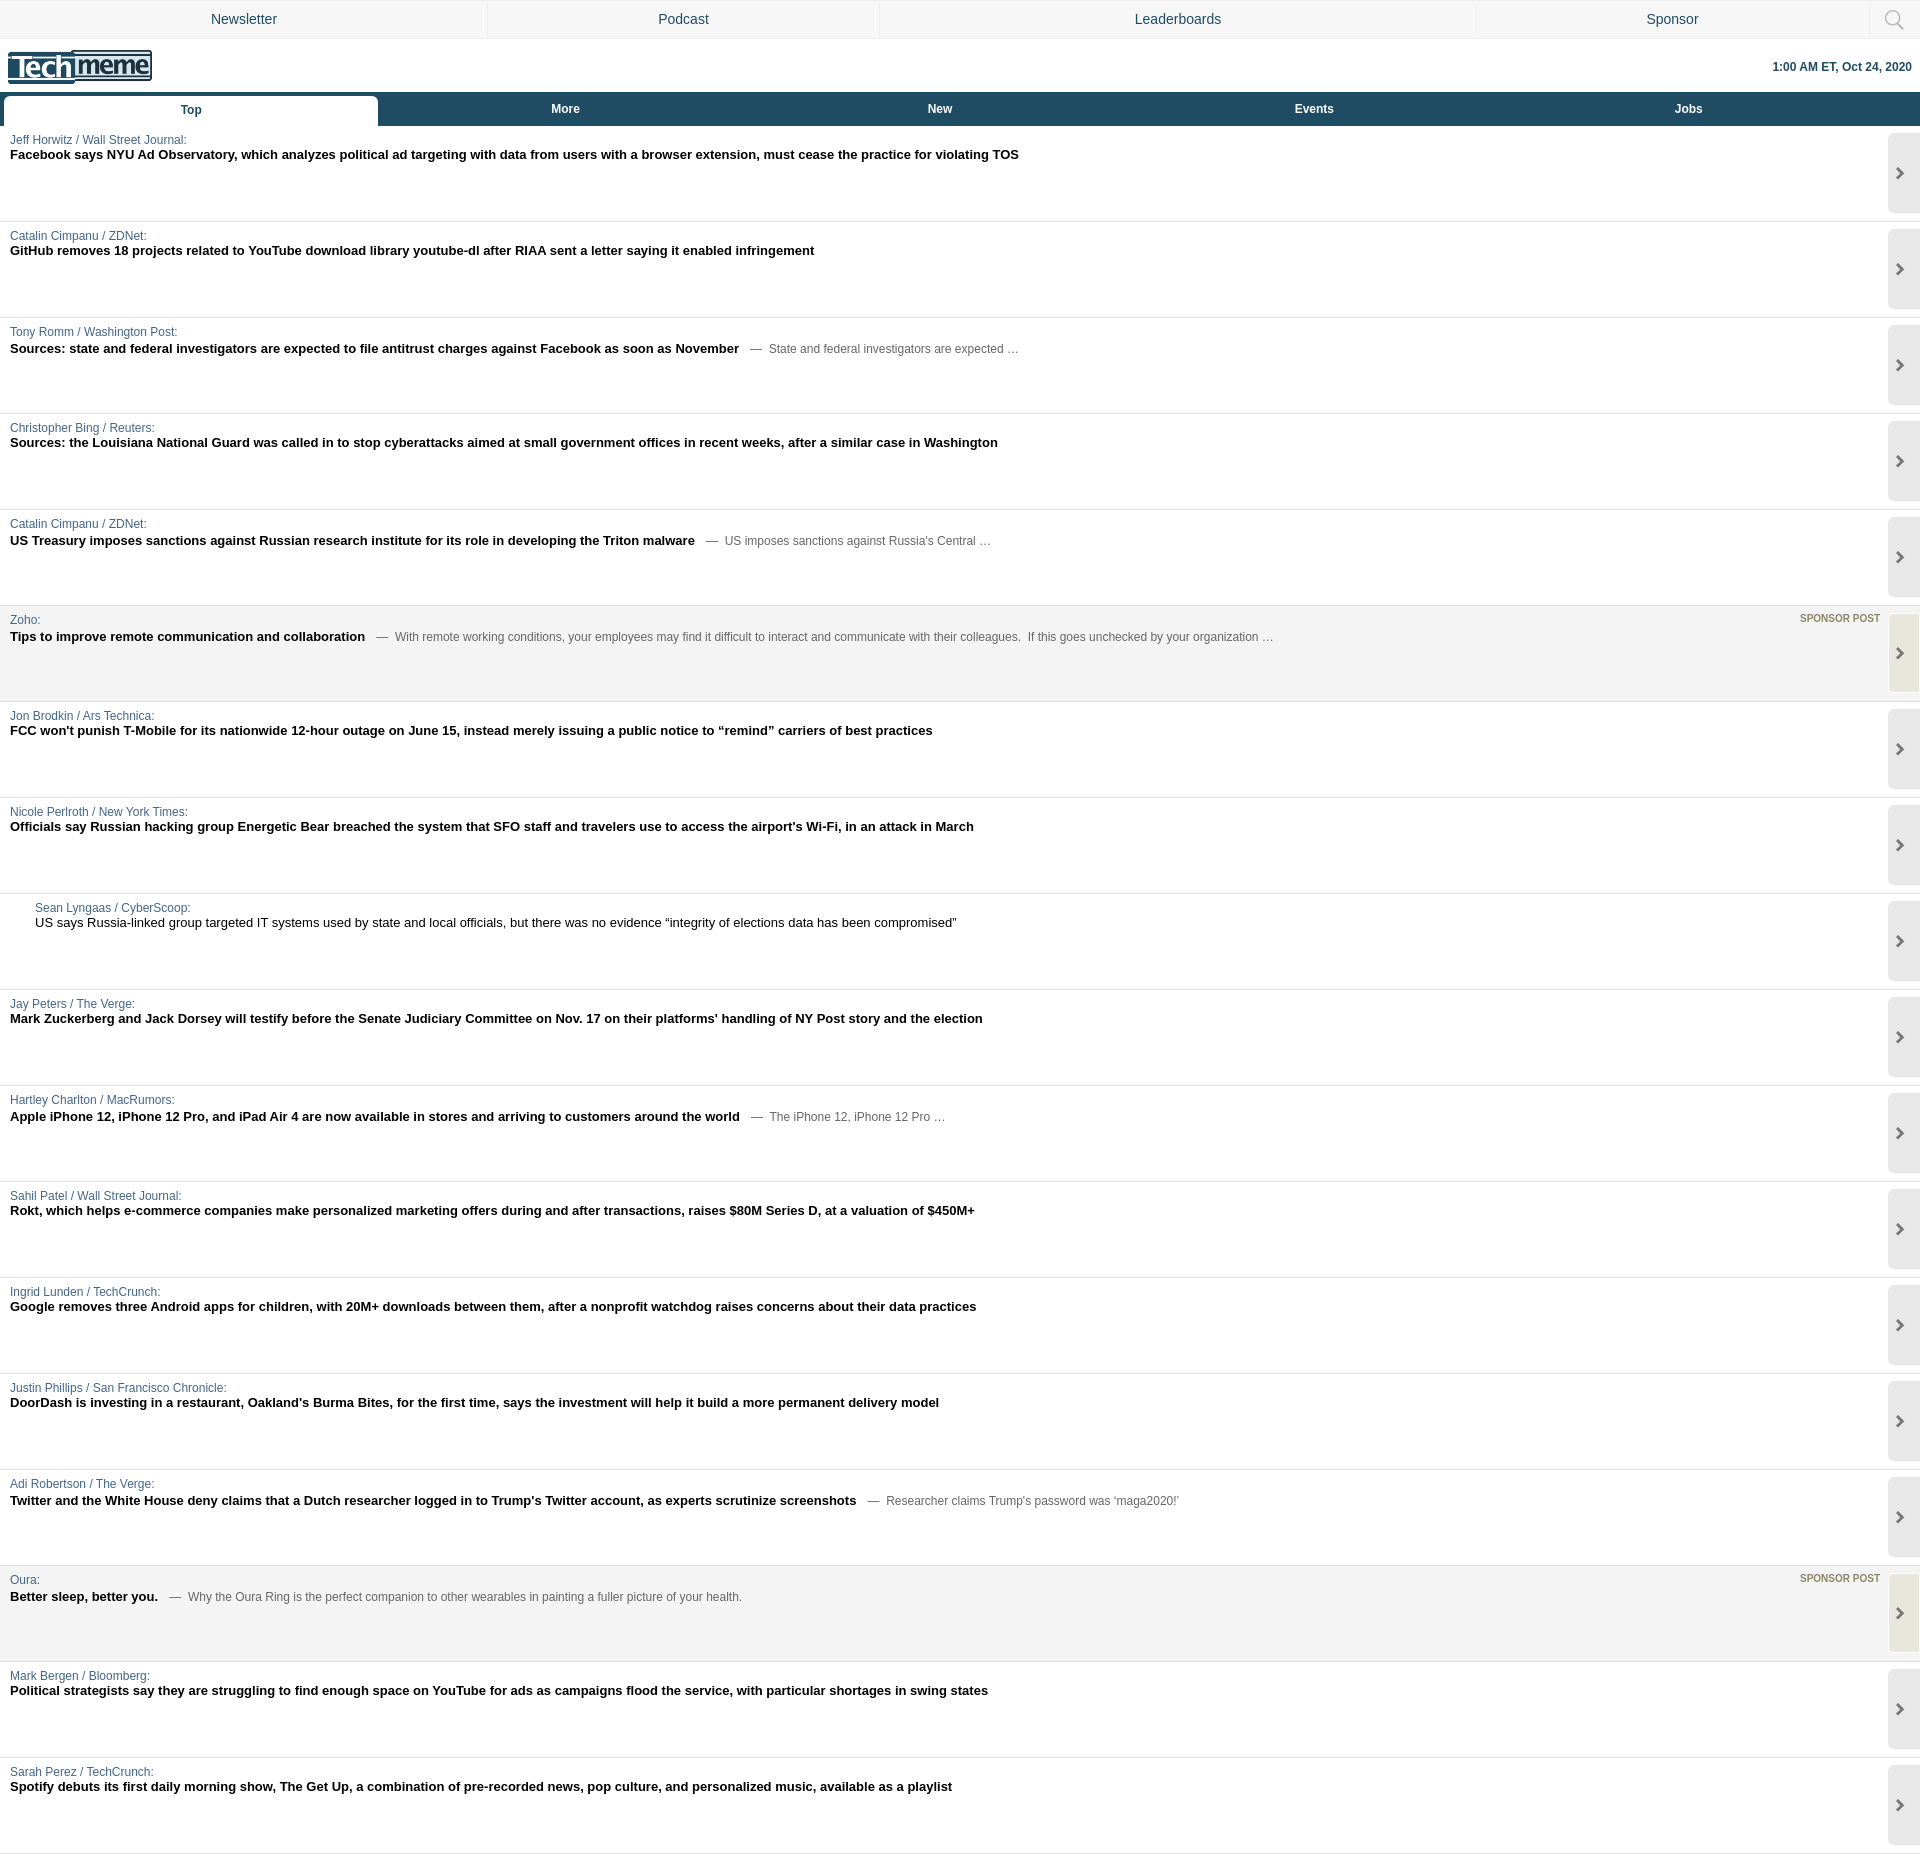 Newsletter
Podcast
Leaderboards
Sponsor
Techmeme
1:00 AM ET, Oct 24, 2020
Top
More
New
Events
Jobs
Jeff Horwitz / Wall Street Journal:
Facebook says NYU Ad Observatory, which analyzes political ad targeting with data from users with a browser extension, must cease the practice for violating TOS
Catalin Cimpanu / ZDNet:
GitHub removes 18 projects related to YouTube download library youtube-dl after RIAA sent a letter saying it enabled infringement
Tony Romm / Washington Post:
Sources: state and federal investigators are expected to file antitrust charges against Facebook as soon as November — State and federal investigators are expected …
Christopher Bing / Reuters:
Sources: the Louisiana National Guard was called in to stop cyberattacks aimed at small government offices in recent weeks, after a similar case in Washington
Catalin Cimpanu / ZDNet:
US Treasury imposes sanctions against Russian research institute for its role in developing the Triton malware — US imposes sanctions against Russia's Central …
Zoho:
SPONSOR POST
Tips to improve remote communication and collaboration — With remote working conditions, your employees may find it difficult to interact and communicate with their colleagues. If this goes unchecked by your organization …
Jon Brodkin / Ars Technica:
FCC won't punish T-Mobile for its nationwide 12-hour outage on June 15, instead merely issuing a public notice to “remind” carriers of best practices
Nicole Perlroth / New York Times:
Officials say Russian hacking group Energetic Bear breached the system that SFO staff and travelers use to access the airport's Wi-Fi, in an attack in March
Sean Lyngaas / CyberScoop:
US says Russia-linked group targeted IT systems used by state and local officials, but there was no evidence “integrity of elections data has been compromised”
Jay Peters / The Verge:
Mark Zuckerberg and Jack Dorsey will testify before the Senate Judiciary Committee on Nov. 17 on their platforms' handling of NY Post story and the election
Hartley Charlton / MacRumors:
Apple iPhone 12, iPhone 12 Pro, and iPad Air 4 are now available in stores and arriving to customers around the world — The iPhone 12, iPhone 12 Pro …
Sahil Patel / Wall Street Journal:
Rokt, which helps e-commerce companies make personalized marketing offers during and after transactions, raises $80M Series D, at a valuation of $450M+
Ingrid Lunden / TechCrunch:
Google removes three Android apps for children, with 20M+ downloads between them, after a nonprofit watchdog raises concerns about their data practices
Justin Phillips / San Francisco Chronicle:
DoorDash is investing in a restaurant, Oakland's Burma Bites, for the first time, says the investment will help it build a more permanent delivery model
Adi Robertson / The Verge:
Twitter and the White House deny claims that a Dutch researcher logged in to Trump's Twitter account, as experts scrutinize screenshots — Researcher claims Trump's password was ‘maga2020!’
Oura:
SPONSOR POST
Better sleep, better you. — Why the Oura Ring is the perfect companion to other wearables in painting a fuller picture of your health.
Mark Bergen / Bloomberg:
Political strategists say they are struggling to find enough space on YouTube for ads as campaigns flood the service, with particular shortages in swing states
Sarah Perez / TechCrunch:
Spotify debuts its first daily morning show, The Get Up, a combination of pre-recorded news, pop culture, and personalized music, available as a playlist